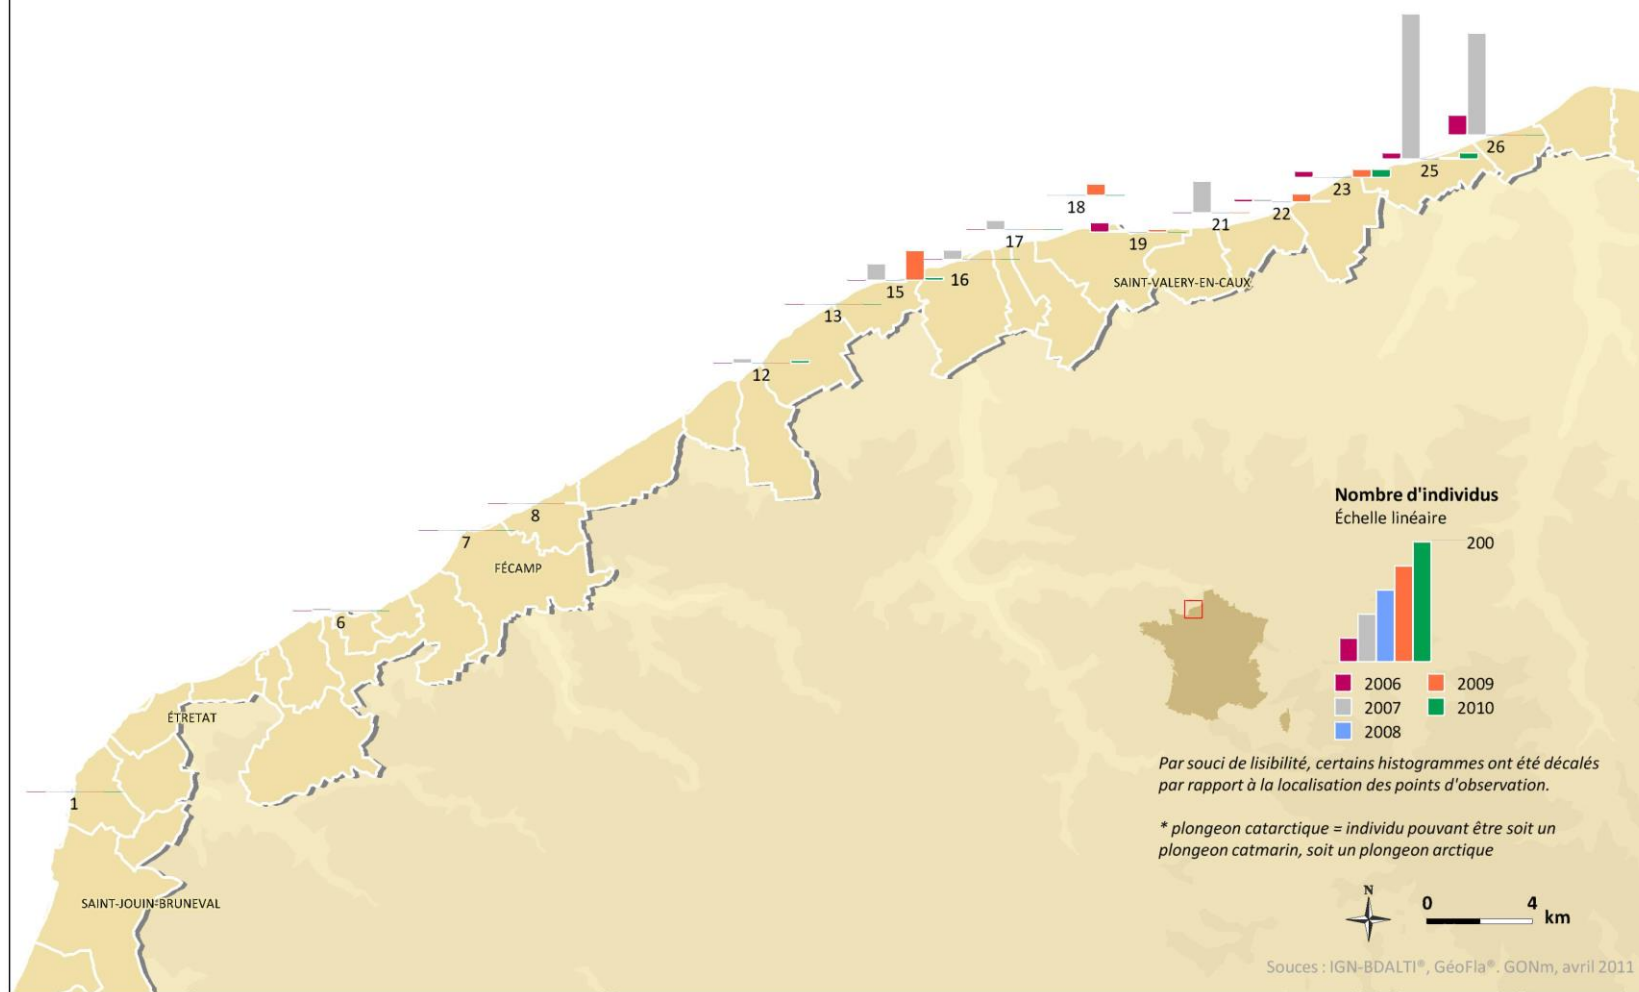 26
25
23
18
22
21
17
19
16
SAINT-VALERY-EN-CAUX
15
13
12
Nombre d'individus
Échelle linéaire
8
200
7
FÉCAMP
6
2006
2009
2007
2010
2008
ÉTRETAT
Par souci de lisibilité, certains histogrammes ont été décalés
par rapport à la localisation des points d'observation.
1
* plongeon catarctique = individu pouvant être soit un
plongeon catmarin, soit un plongeon arctique
N
SAINT-JOUIN-BRUNEVAL
0
4
km
Souces : IGN-BDALTI®, GéoFla®. GONm, avril 2011